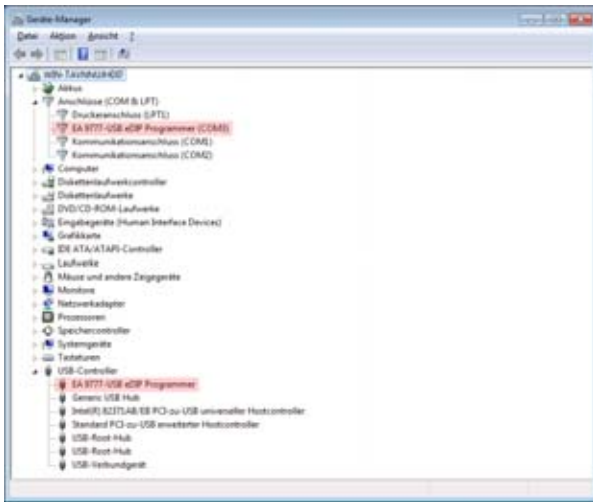 Geräte-Manager
Datei Aktion Ansicht ?
Akkus
Anschlüsse (COM & LPT)
Druckeranschluss (LPT1)
EA 9777-USB eDIP Programmer (COM3)
Kommunikationsanschluss (COM1)
Kommunikationsanschluss (COM2)
Computer
Diskettenlaufwerkcontroller
Diskettenlaufwerke
DVD/CD-ROM-Laufwerke
Eingabegeräte (Human Interface Devices)
Grafikkarte
IDE ATA/ATAPI-Controller
Laufwerke
Mäuse und andere Zeigegeräte
Monitore
Netzwerkadapter
Prozessoren
Speichercontroller
Systemgeräte
Tastaturen
USB-Controller
EA 9777-USB eDIP Programmer
Generic USB Hub
Intel(R) 82371AB/EB PCI-zu-USB universeller Hostcontroller
Standard PCI-zu-USB erweiterter Hostcontroller
USB-Root-Hub
USB-Root-Hub
USB-Verbundgerät